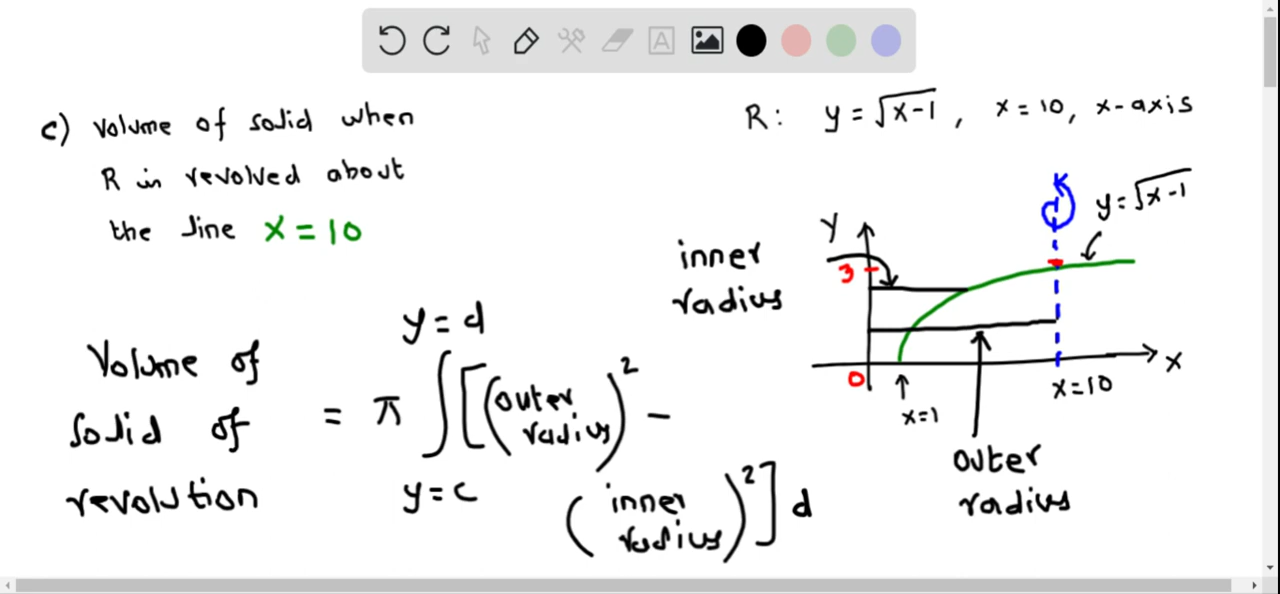 c) Volume of solid when
R in revolved about
the line x = 10
R: y = √x-1, x = 10, x-axis
Volume of
solid of
revolution
= π ∫ [(outer radius)² -
(inner radius)²] d
y = d
y = c
inner
radius
Y
3
0
x=1
x=10
X
y = √x-1
outer
radius
A